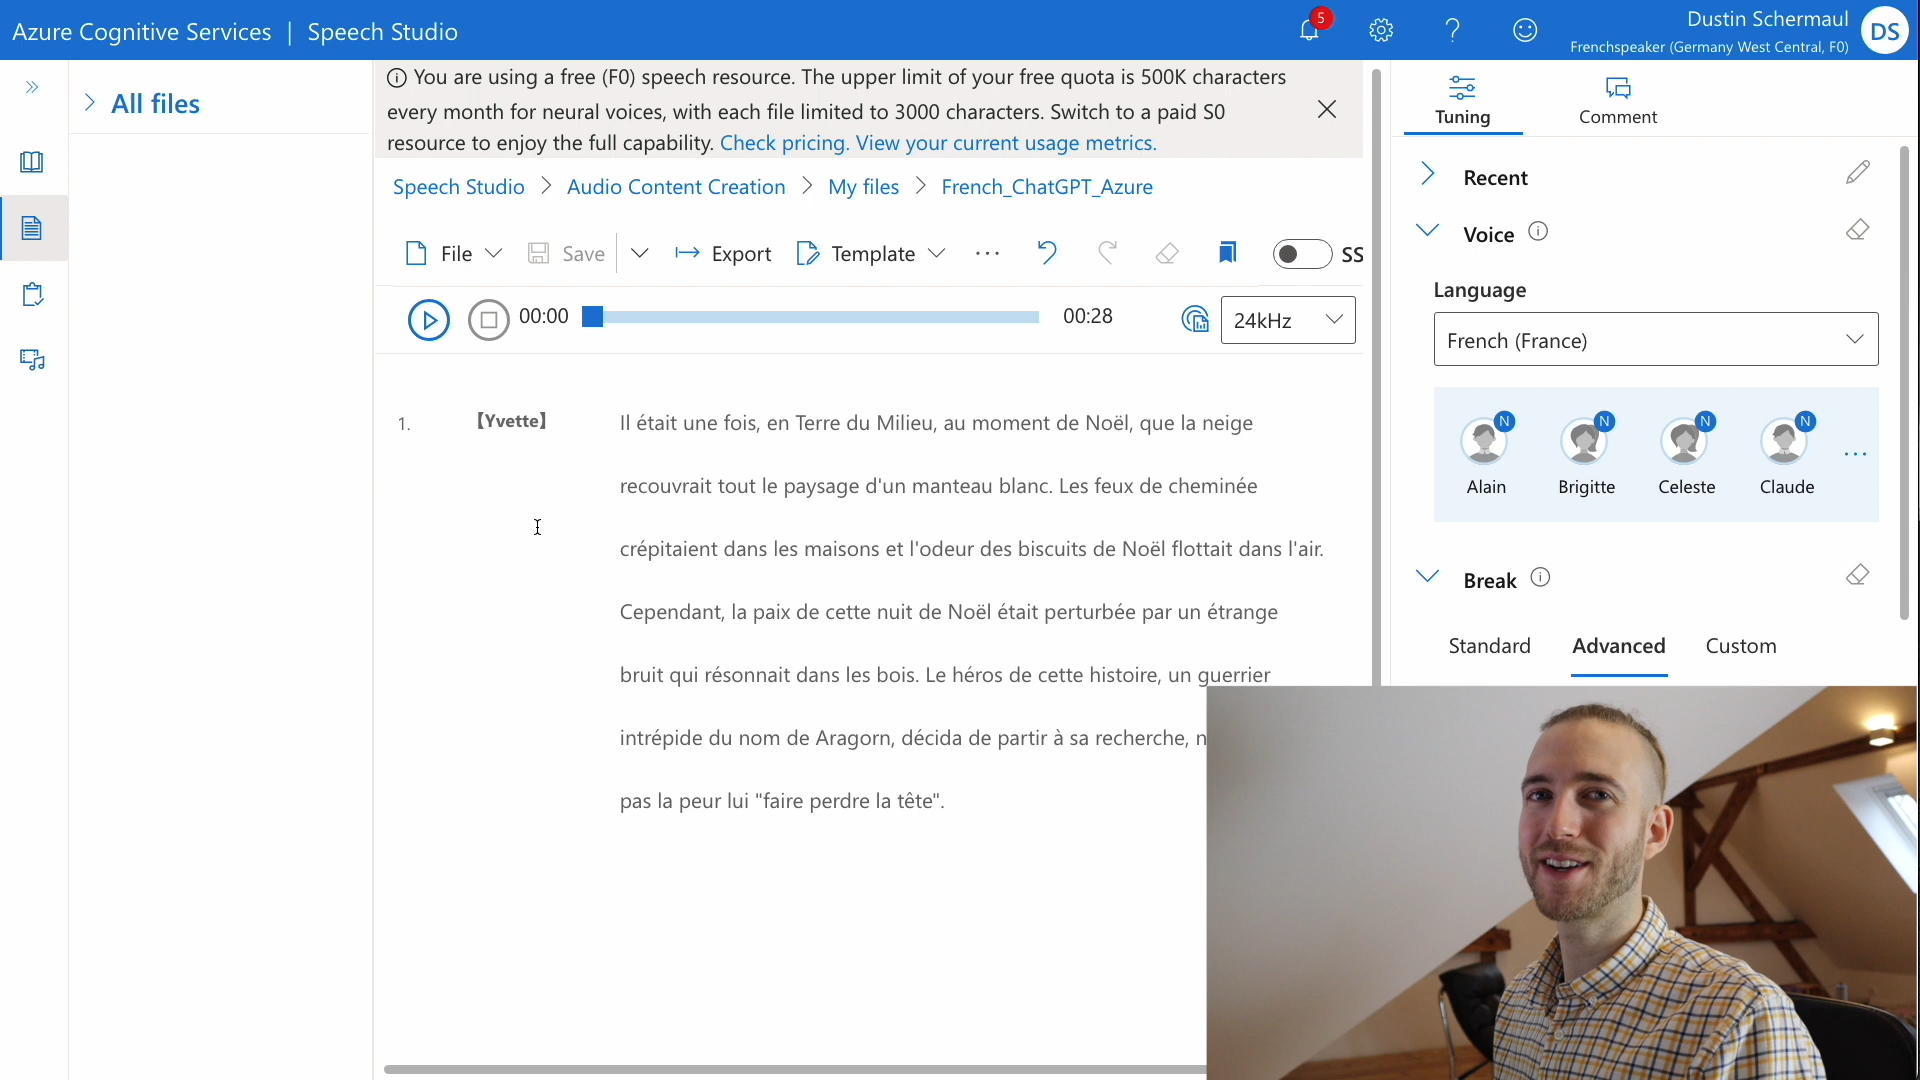 Azure Cognitive Services | Speech Studio
5
Dustin Schermaul
Frenchspeaker (Germany West Central, F0)
DS
All files
You are using a free (F0) speech resource. The upper limit of your free quota is 500K characters
every month for neural voices, with each file limited to 3000 characters. Switch to a paid S0
resource to enjoy the full capability. Check pricing. View your current usage metrics.
Speech Studio > Audio Content Creation > My files > French_ChatGPT_Azure
File Save Export Template ... SS
00:00 00:28 24kHz
1. 【Yvette】 Il était une fois, en Terre du Milieu, au moment de Noël, que la neige
recouvrait tout le paysage d'un manteau blanc. Les feux de cheminée
crépitaient dans les maisons et l'odeur des biscuits de Noël flottait dans l'air.
Cependant, la paix de cette nuit de Noël était perturbée par un étrange
bruit qui résonnait dans les bois. Le héros de cette histoire, un guerrier
intrépide du nom de Aragorn, décida de partir à sa recherche, n
pas la peur lui "faire perdre la tête".
Tuning Comment
Recent
Voice
Language
French (France)
N N N N
Alain Brigitte Celeste Claude ...
Break
Standard Advanced Custom